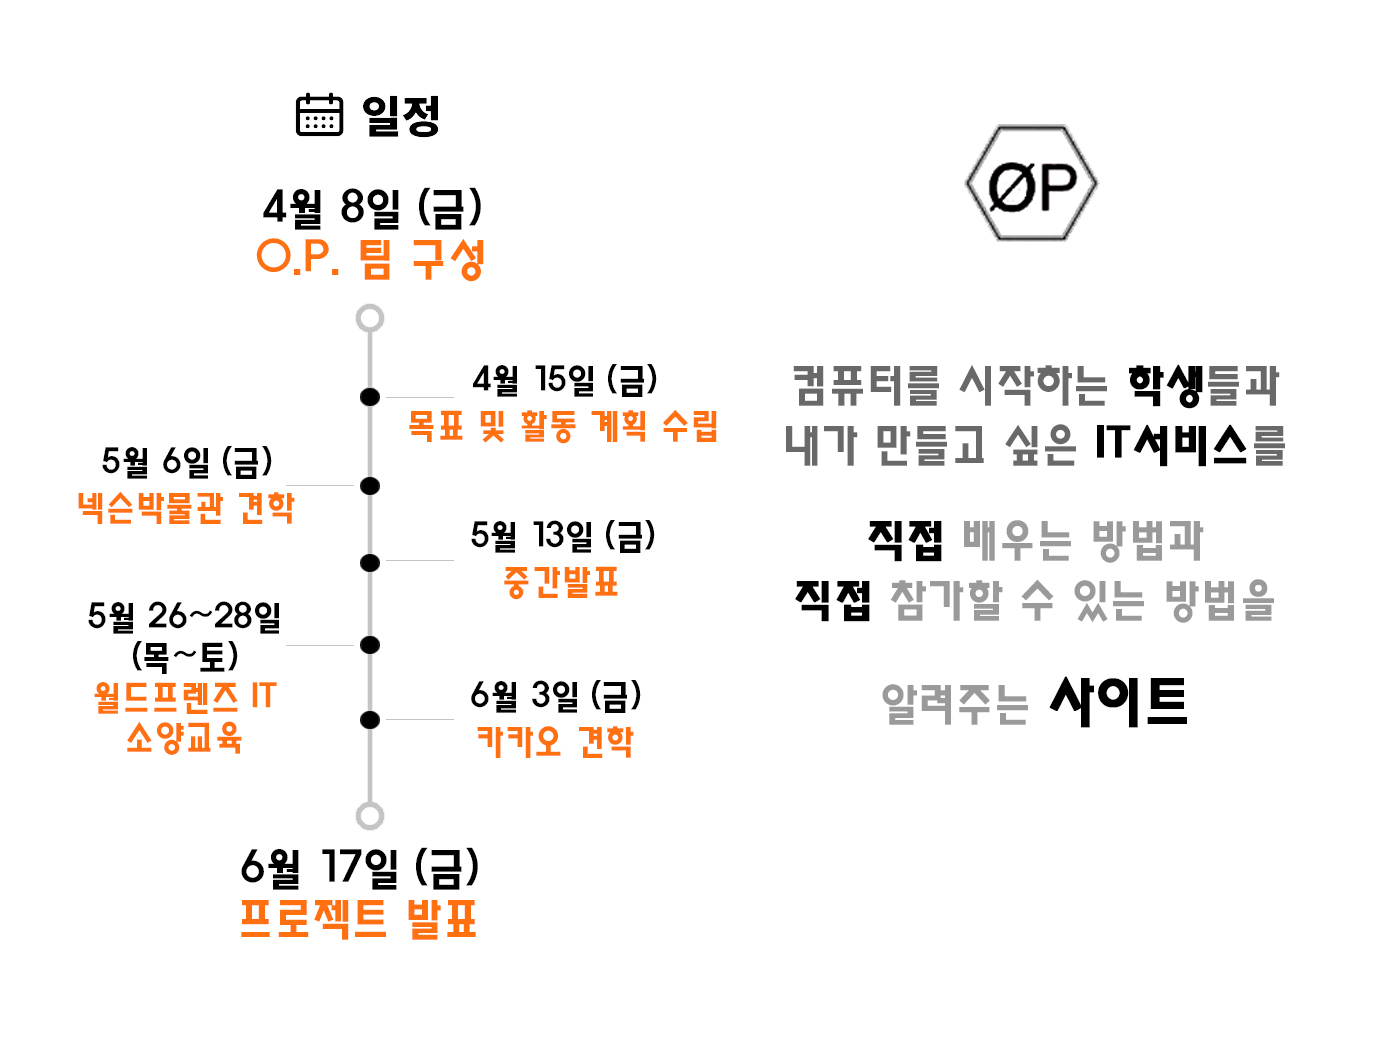 일정
4월 8일 (금)
O.P. 팀 구성
4월 15일 (금)
목표 및 활동 계획 수립
5월 6일 (금)
넥슨박물관 견학
5월 13일 (금)
중간발표
5월 26~28일
(목~토)
월드프렌즈 IT
소양교육
6월 3일 (금)
카카오 견학
6월 17일 (금)
프로젝트 발표
ØP
컴퓨터를 시작하는 학생들과
내가 만들고 싶은 IT서비스를
직접 배우는 방법과
직접 참가할 수 있는 방법을
알려주는 사이트